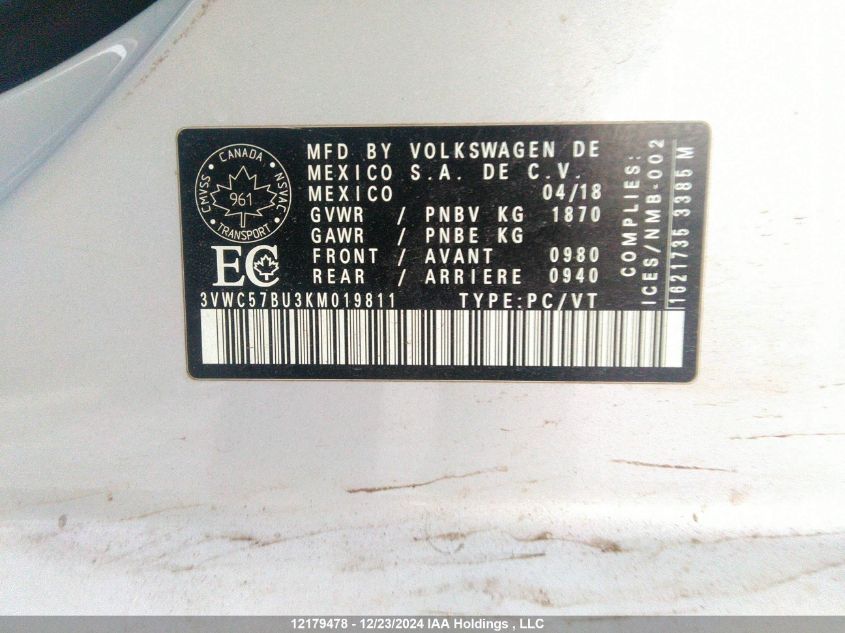 CANADA
CMVSS NSVAC
961
TRANSPORT
EC
MFD BY VOLKSWAGEN DE
MEXICO S.A. DE C.V.
MEXICO 04/18
GVWR / PNBV KG 1870
GAWR / PNBE KG
FRONT / AVANT 0980
REAR / ARRIERE 0940
3VWC57BU3KM019811 TYPE:PC/VT
COMPLIES:
ICES/NMB-002
1621735 3385 M
12179478 - 12/23/2024 IAA Holdings , LLC